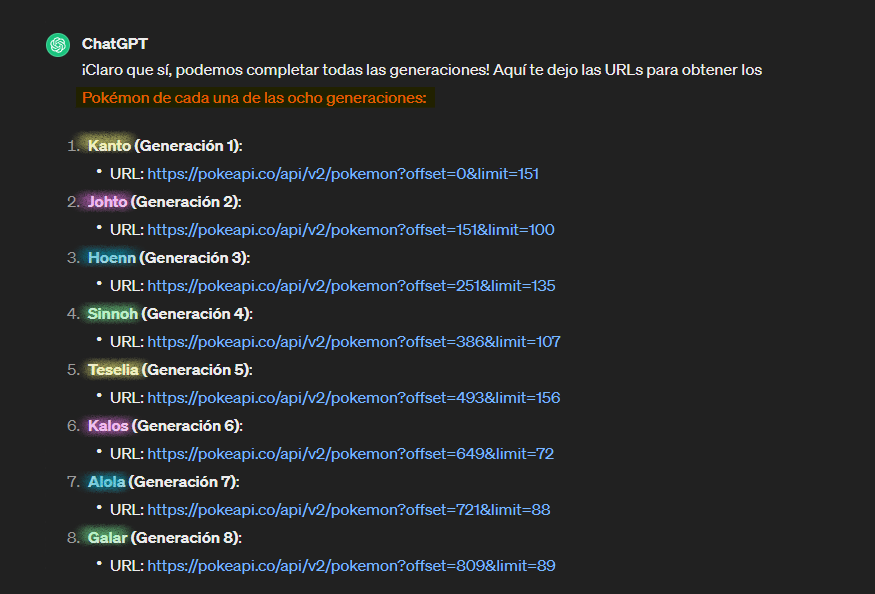 ChatGPT
¡Claro que sí, podemos completar todas las generaciones! Aquí te dejo las URLs para obtener los
Pokémon de cada una de las ocho generaciones:
1. Kanto (Generación 1):
• URL: https://pokeapi.co/api/v2/pokemon?offset=0&limit=151
2. Johto (Generación 2):
• URL: https://pokeapi.co/api/v2/pokemon?offset=151&limit=100
3. Hoenn (Generación 3):
• URL: https://pokeapi.co/api/v2/pokemon?offset=251&limit=135
4. Sinnoh (Generación 4):
• URL: https://pokeapi.co/api/v2/pokemon?offset=386&limit=107
5. Teselia (Generación 5):
• URL: https://pokeapi.co/api/v2/pokemon?offset=493&limit=156
6. Kalos (Generación 6):
• URL: https://pokeapi.co/api/v2/pokemon?offset=649&limit=72
7. Alola (Generación 7):
• URL: https://pokeapi.co/api/v2/pokemon?offset=721&limit=88
8. Galar (Generación 8):
• URL: https://pokeapi.co/api/v2/pokemon?offset=809&limit=89